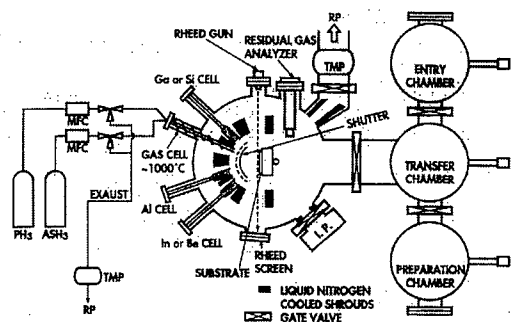 RHEED GUN
RP
RESIDUAL GAS
ANALYZER
TMP
Ga or Si CELL
ENTRY
CHAMBER
SHUTTER
MFC
MFC
GAS CELL
~1000°C
TRANSFER
CHAMBER
EXAUST
Al CELL
PH3
ASH3
In or Be CELL
I.P.
RHEED
SCREEN
SUBSTRATE
TMP
RP
PREPARATION
CHAMBER
LIQUID NITROGEN
COOLED SHROUDS
GATE VALVE